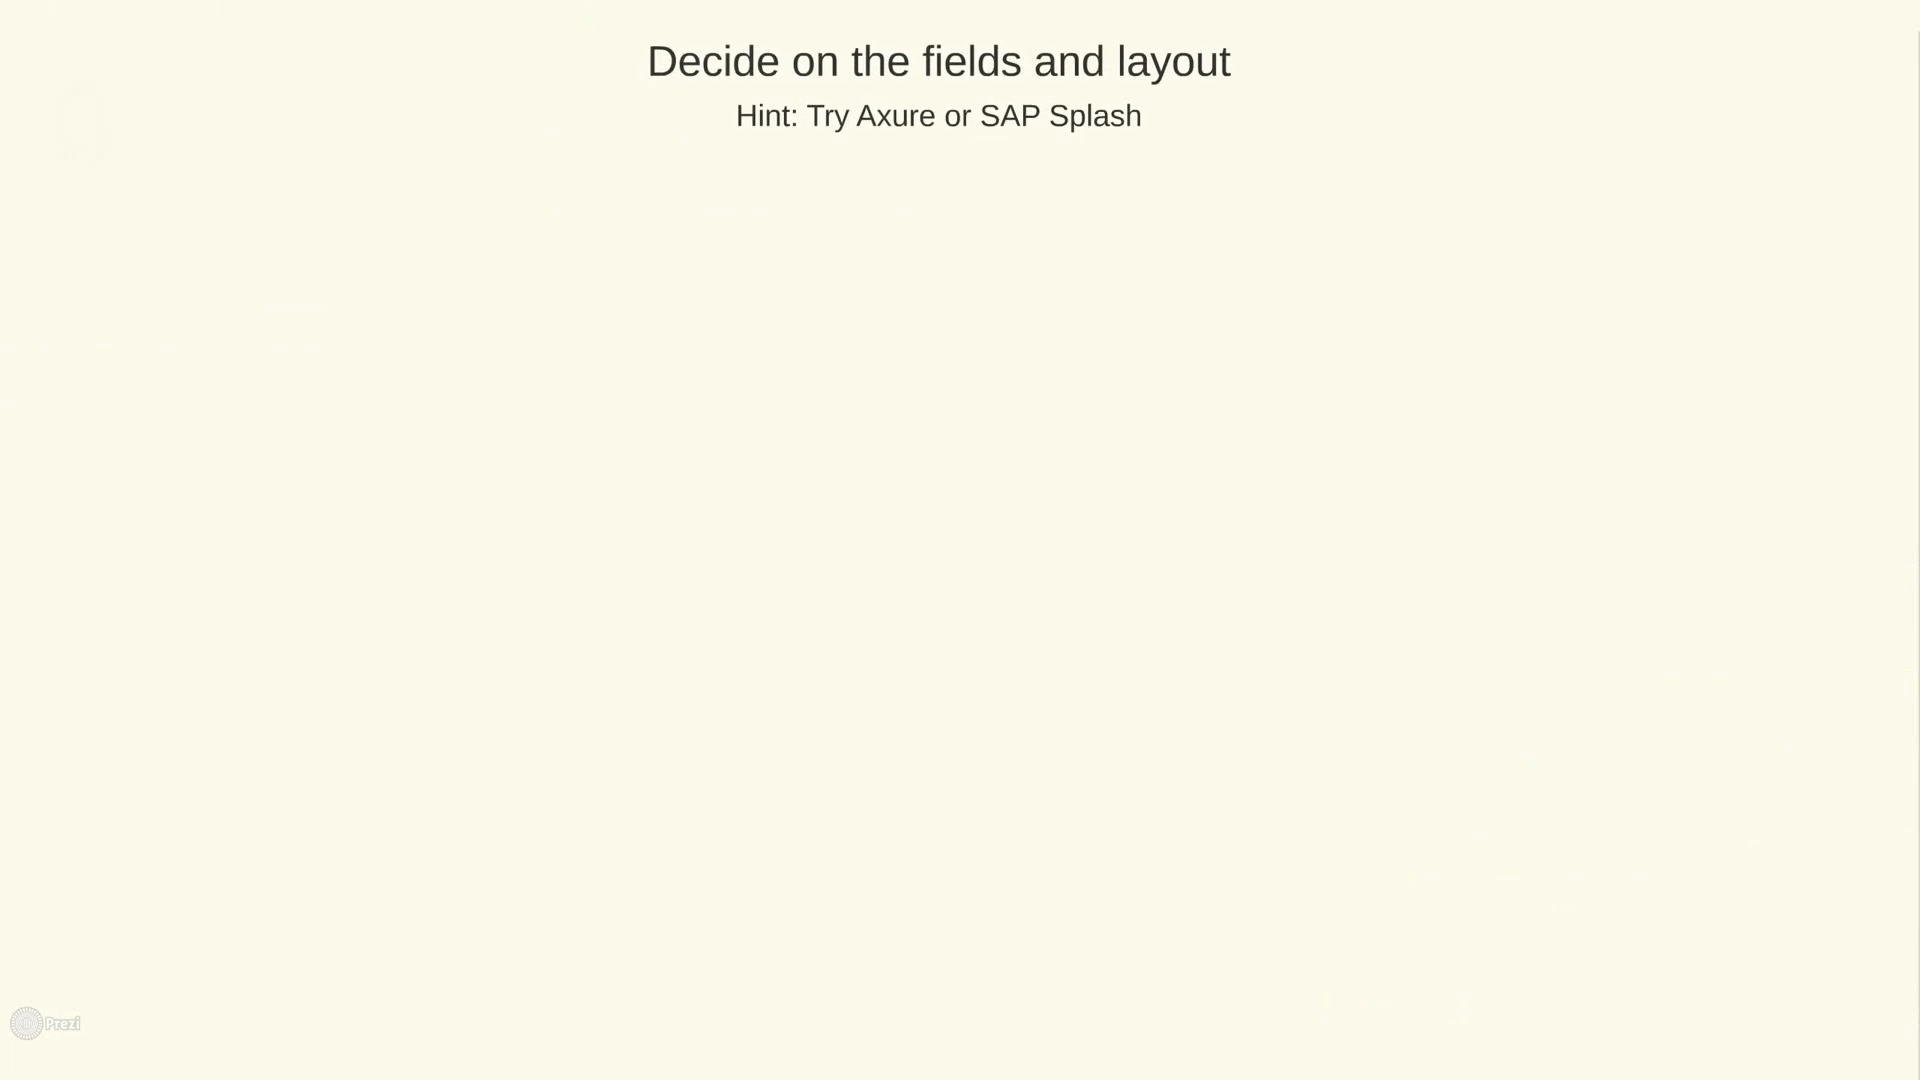 Decide on the fields and layout
Hint: Try Axure or SAP Splash
Prezi